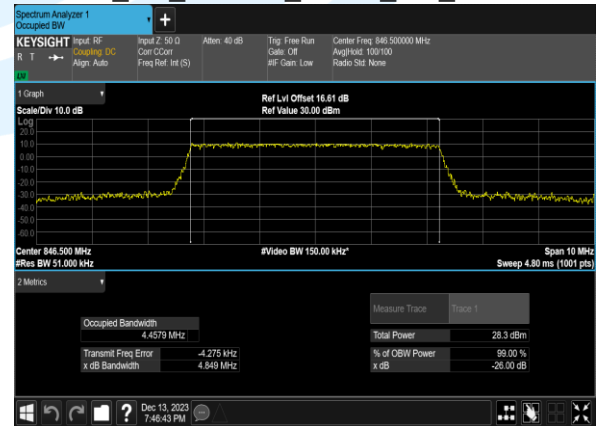 Spectrum Analyzer 1
Occupied BW
KEYSIGHT Input: RF Input Z: 50 Ω Atten: 40 dB Trig: Free Run Center Freq: 846.500000 MHz
R T Coupling: DC Corr CCorr Gate: Off Avg|Hold: 100/100
Align: Auto Freq Ref: Int (S) #IF Gain: Low Radio Std: None
LW
1 Graph
Ref Lvl Offset 16.61 dB
Scale/Div 10.0 dB Ref Value 30.00 dBm
Log
20.0
10.0
0.00
-10.0
-20.0
-30.0
-40.0
-50.0
-60.0
Center 846.500 MHz #Video BW 150.00 kHz* Span 10 MHz
#Res BW 51.000 kHz Sweep 4.80 ms (1001 pts)
2 Metrics
Measure Trace Trace 1
Occupied Bandwidth
4.4579 MHz Total Power 28.3 dBm
Transmit Freq Error -4.275 kHz % of OBW Power 99.00 %
x dB Bandwidth 4.849 MHz x dB -26.00 dB
Dec 13, 2023
7:46:43 PM